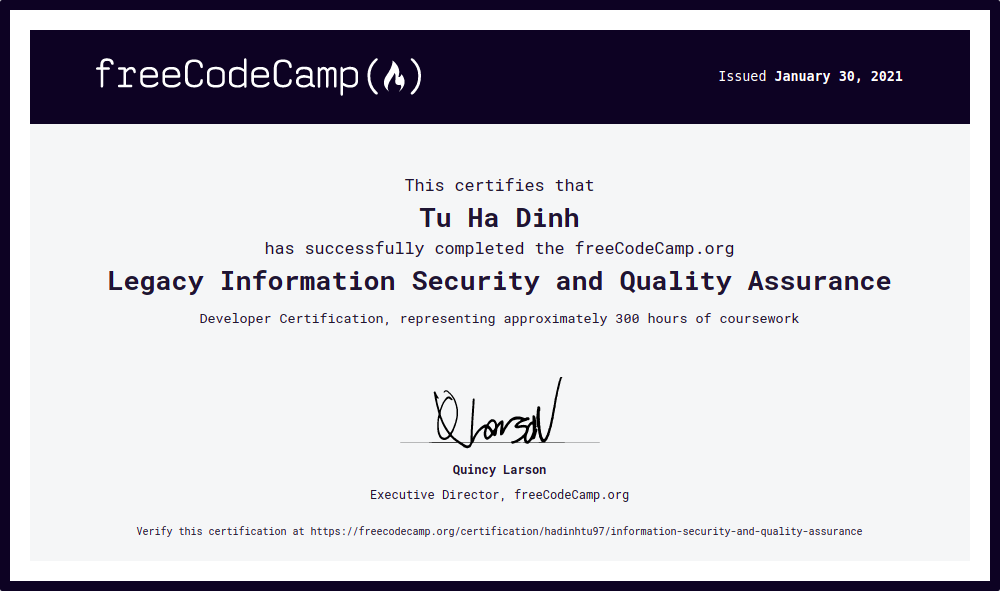 freeCodeCamp(🔥)
Issued January 30, 2021
This certifies that
Tu Ha Dinh
has successfully completed the freeCodeCamp.org
Legacy Information Security and Quality Assurance
Developer Certification, representing approximately 300 hours of coursework
Q Larson
Quincy Larson
Executive Director, freeCodeCamp.org
Verify this certification at https://freecodecamp.org/certification/hadinhtu97/information-security-and-quality-assurance